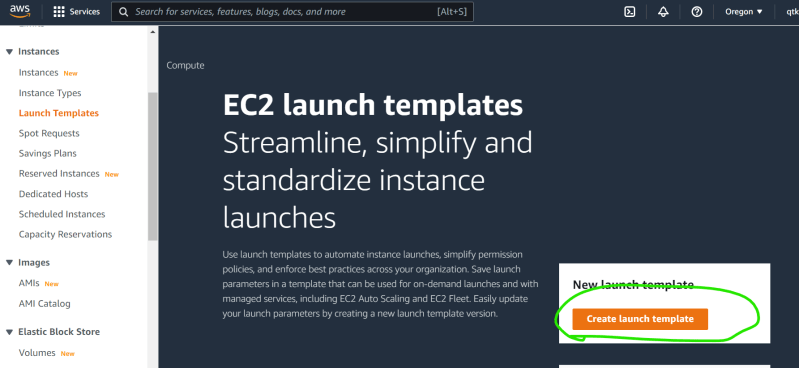 aws
Services
Search for services, features, blogs, docs, and more
[Alt+S]
Oregon ▼
qtk
▼ Instances
Instances New
Instance Types
Launch Templates
Spot Requests
Savings Plans
Reserved Instances New
Dedicated Hosts
Scheduled Instances
Capacity Reservations
▼ Images
AMIs New
AMI Catalog
▼ Elastic Block Store
Volumes New
Compute
EC2 launch templates
Streamline, simplify and
standardize instance
launches
Use launch templates to automate instance launches, simplify permission
policies, and enforce best practices across your organization. Save launch
parameters in a template that can be used for on-demand launches and with
managed services, including EC2 Auto Scaling and EC2 Fleet. Easily update
your launch parameters by creating a new launch template version.
New launch template
Create launch template